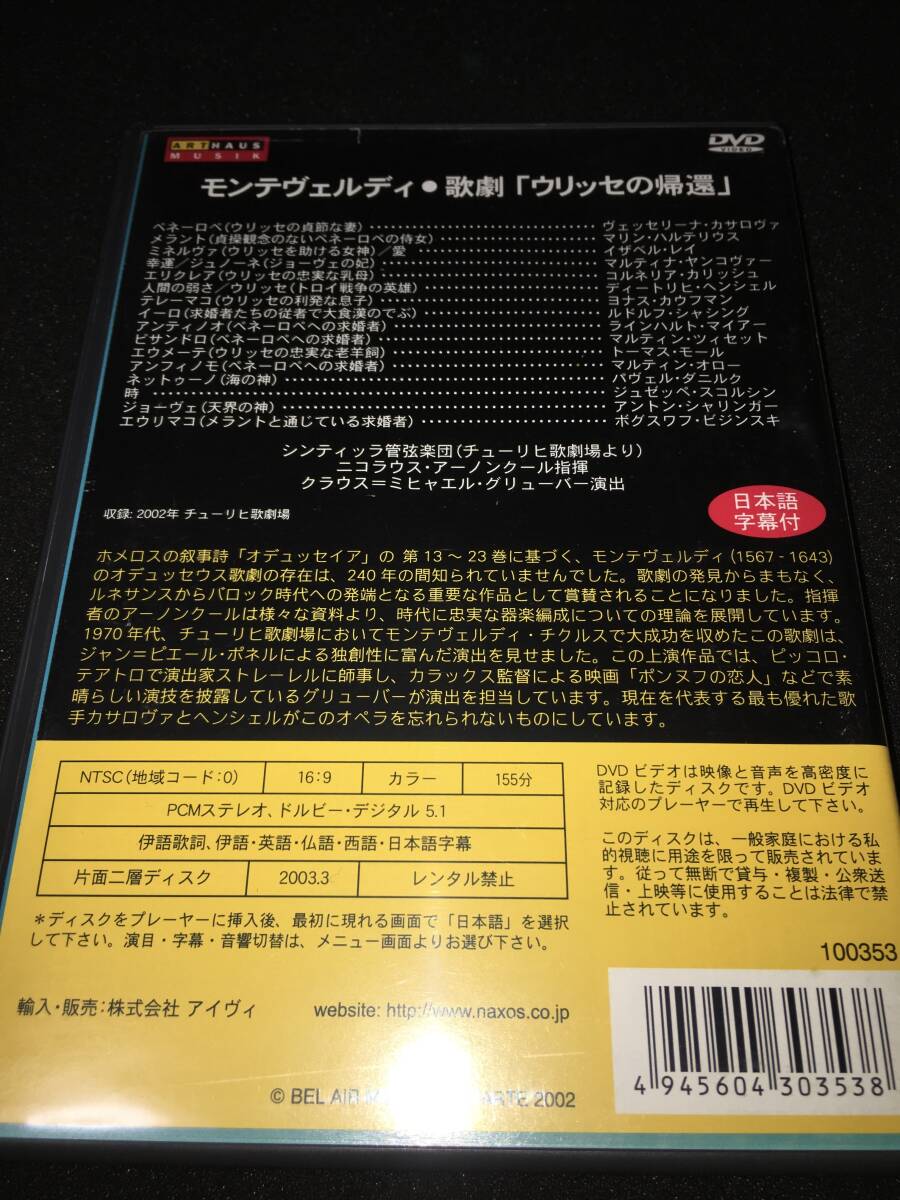 ARTHAUS
MUSIK
DVD
VIDEO
モンテヴェルディ●歌劇「ウリッセの帰還」
ペネーロペ(ウリッセの貞節な妻) ヴェッセリーナ・カサロヴァ
メラント(貞操観念のないペネーロペの侍女) マリン・ハルテリウス
ミネルヴァ(ウリッセを助ける女神)／愛 イザベル・レイ
幸運／ジュノーネ(ジョーヴェの妃) マルティナ・ヤンコヴァー
エリクレア(ウリッセの忠実な乳母) コルネリア・カリッシュ
人間の弱さ／ウリッセ(トロイ戦争の英雄) ディートリヒ・ヘンシェル
テレーマコ(ウリッセの利発な息子) ヨナス・カウフマン
イーロ(求婚者たちの従者で大食漢のでぶ) ルドルフ・シャシング
アンティノオ(ペネーロペへの求婚者) ラインハルト・マイアー
ピサンドロ(ペネーロペへの求婚者) マルティン・ツィセット
エウメーテ(ウリッセの忠実な老羊飼) トーマス・モール
アンフィノモ(ペネーロペへの求婚者) マルティン・オロー
ネットゥーノ(海の神) パヴェル・ダニルク
時 ジュゼッペ・スコルシン
ジョーヴェ(天界の神) アントン・シャリンガー
エウリマコ(メラントと通じている求婚者) ボグスワフ・ビジンスキ
シンティッラ管弦楽団(チューリヒ歌劇場より)
ニコラウス・アーノンクール指揮
クラウス＝ミヒャエル・グリューバー演出
収録: 2002年 チューリヒ歌劇場
日本語
字幕付
ホメロスの叙事詩「オデュッセイア」の 第13〜23巻に基づく、モンテヴェルディ(1567-1643)
のオデュッセウス歌劇の存在は、240年の間知られていませんでした。歌劇の発見からまもなく、
ルネサンスからバロック時代への発端となる重要な作品として賞賛されることになりました。指揮
者のアーノンクールは様々な資料より、時代に忠実な器楽編成についての理論を展開しています。
1970年代、チューリヒ歌劇場においてモンテヴェルディ・チクルスで大成功を収めたこの歌劇は、
ジャン＝ピエール・ポネルによる独創性に富んだ演出を見せました。この上演作品では、ピッコロ・
テアトロで演出家ストレーレルに師事し、カラックス監督による映画「ポンヌフの恋人」などで素
晴らしい演技を披露しているグリューバーが演出を担当しています。現在を代表する最も優れた歌
手カサロヴァとヘンシェルがこのオペラを忘れられないものにしています。
NTSC(地域コード:0) 16:9 カラー 155分
PCMステレオ、ドルビー・デジタル 5.1
伊語歌詞、伊語・英語・仏語・西語・日本語字幕
片面二層ディスク 2003.3 レンタル禁止
＊ディスクをプレーヤーに挿入後、最初に現れる画面で「日本語」を選択
して下さい。演目・字幕・音響切替は、メニュー画面よりお選び下さい。
DVDビデオは映像と音声を高密度に
記録したディスクです。DVDビデオ
対応のプレーヤーで再生して下さい。
このディスクは、一般家庭における私
的視聴に用途を限って販売されていま
す。従って無断で貸与・複製・公衆送
信・上映等に使用することは法律で禁
止されています。
100353
輸入・販売:株式会社 アイヴィ website: http://www.naxos.co.jp
4 945604 303538
© BEL AIR ARTE 2002